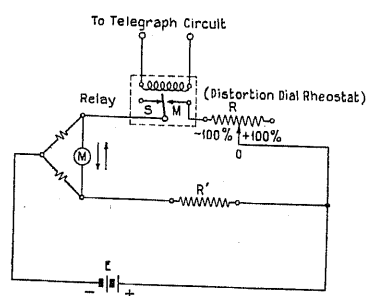 To Telegraph Circuit
Relay
S M
(Distortion Dial Rheostat)
R
-100% +100%
0
M
R'
E
- +